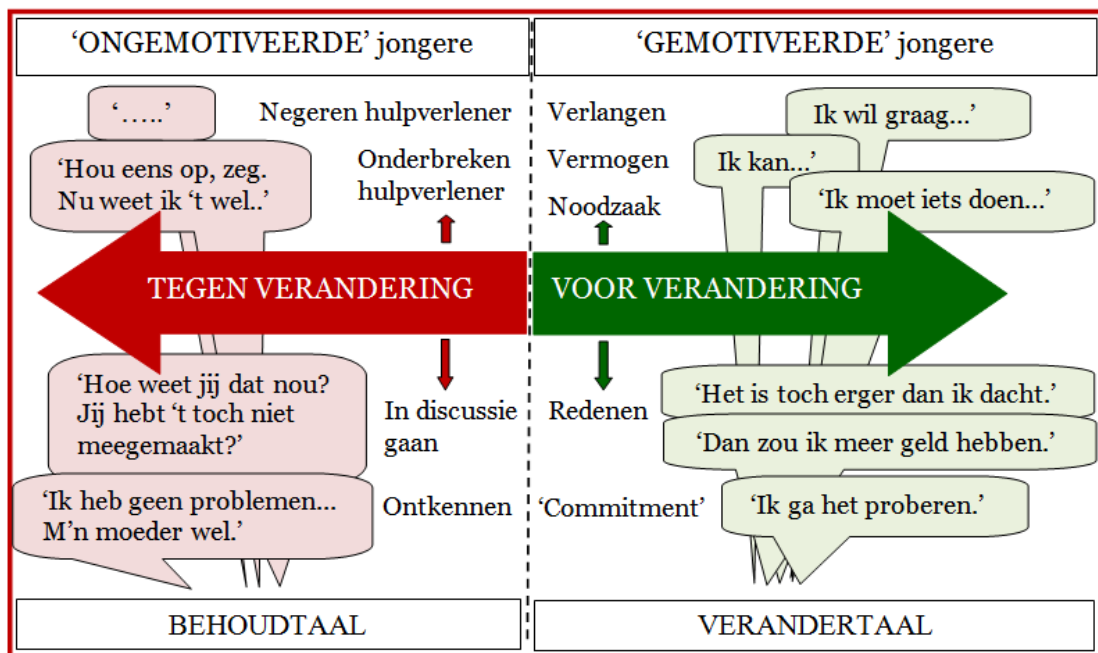 ‘ONGEMOTIVEERDE’ jongere
‘…..’
Negeren hulpverlener
‘Hou eens op, zeg.
Nu weet ik ‘t wel..’
Onderbreken
hulpverlener
TEGEN VERANDERING
‘Hoe weet jij dat nou?
Jij hebt ‘t toch niet
meegemaakt?’
In discussie
gaan
‘Ik heb geen problemen…
M’n moeder wel.’
Ontkennen
BEHOUDTAAL
‘GEMOTIVEERDE’ jongere
Verlangen
Ik wil graag…’
Vermogen
Ik kan…’
Noodzaak
‘Ik moet iets doen…’
VOOR VERANDERING
Redenen
‘Het is toch erger dan ik dacht.’
‘Dan zou ik meer geld hebben.’
‘Commitment’
‘Ik ga het proberen.’
VERANDERTAAL